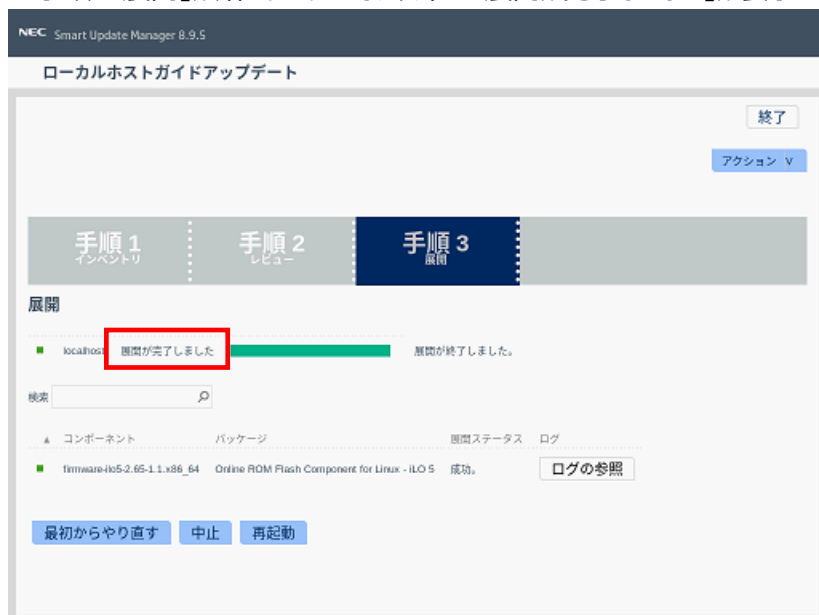 NEC Smart Update Manager 8.9.5
ローカルホストガイドアップデート
終了
アクション ∨
手順 1
インベントリ
手順 2
レビュー
手順 3
展開
展開
localhost 展開が完了しました 展開が終了しました。
検索
▲ コンポーネント パッケージ 展開ステータス ログ
firmware-ilo5-2.65-1.1.x86_64 Online ROM Flash Component for Linux - iLO 5 成功。 ログの参照
最初からやり直す 中止 再起動